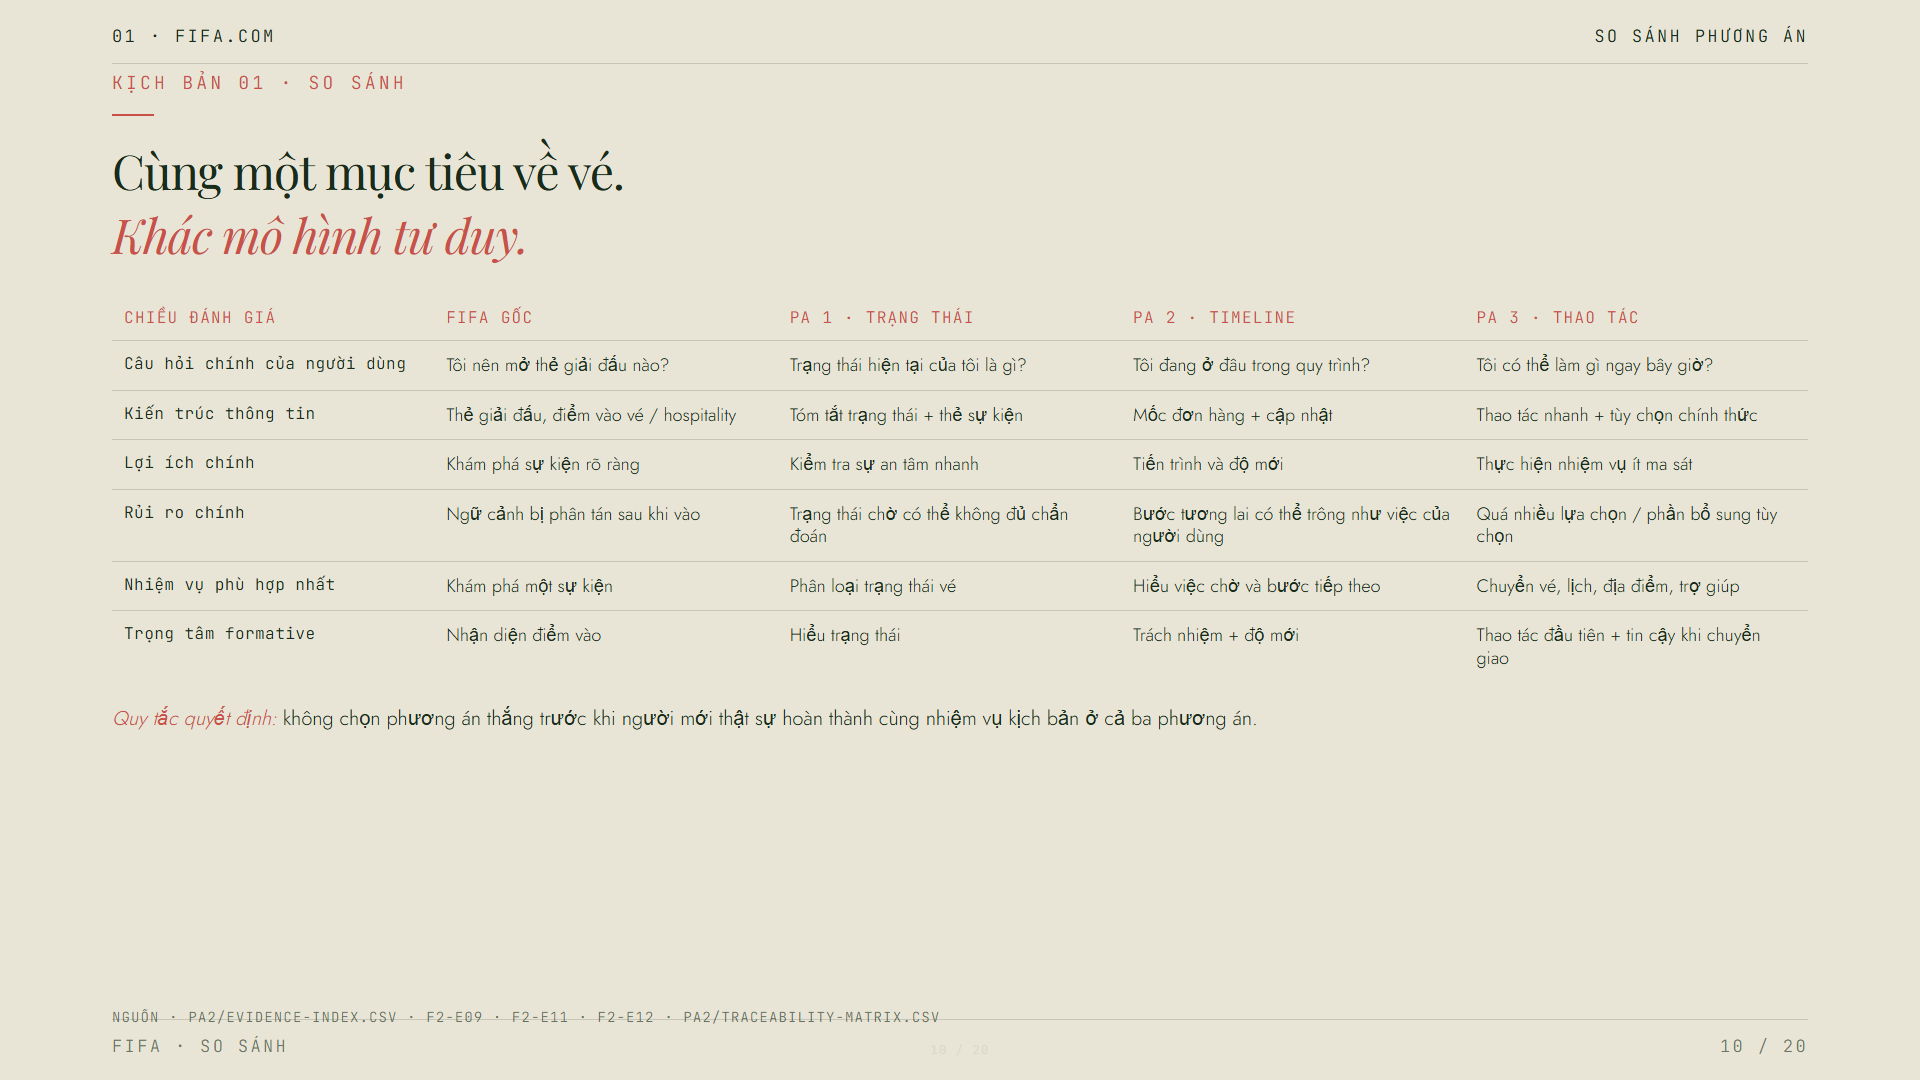 01 · FIFA.COM
SO SÁNH PHƯƠNG ÁN
KỊCH BẢN 01 · SO SÁNH
Cùng một mục tiêu về vé.
Khác mô hình tư duy.
CHIỀU ĐÁNH GIÁ
FIFA GỐC
PA 1 · TRẠNG THÁI
PA 2 · TIMELINE
PA 3 · THAO TÁC
Câu hỏi chính của người dùng
Tôi nên mở thẻ giải đấu nào?
Trạng thái hiện tại của tôi là gì?
Tôi đang ở đâu trong quy trình?
Tôi có thể làm gì ngay bây giờ?
Kiến trúc thông tin
Thẻ giải đấu, điểm vào vé / hospitality
Tóm tắt trạng thái + thẻ sự kiện
Mốc đơn hàng + cập nhật
Thao tác nhanh + tùy chọn chính thức
Lợi ích chính
Khám phá sự kiện rõ ràng
Kiểm tra sự an tâm nhanh
Tiến trình và độ mới
Thực hiện nhiệm vụ ít ma sát
Rủi ro chính
Ngữ cảnh bị phân tán sau khi vào
Trạng thái chờ có thể không đủ chẩn
đoán
Bước tương lai có thể trông như việc của
người dùng
Quá nhiều lựa chọn / phần bổ sung tùy
chọn
Nhiệm vụ phù hợp nhất
Khám phá một sự kiện
Phân loại trạng thái vé
Hiểu việc chờ và bước tiếp theo
Chuyển vé, lịch, địa điểm, trợ giúp
Trọng tâm formative
Nhận diện điểm vào
Hiểu trạng thái
Trách nhiệm + độ mới
Thao tác đầu tiên + tin cậy khi chuyển
giao
Quy tắc quyết định: không chọn phương án thắng trước khi người mới thật sự hoàn thành cùng nhiệm vụ kịch bản ở cả ba phương án.
NGUỒN · PA2/EVIDENCE-INDEX.CSV · F2-E09 · F2-E11 · F2-E12 · PA2/TRACEABILITY-MATRIX.CSV
FIFA · SO SÁNH
10 / 20
10 / 20